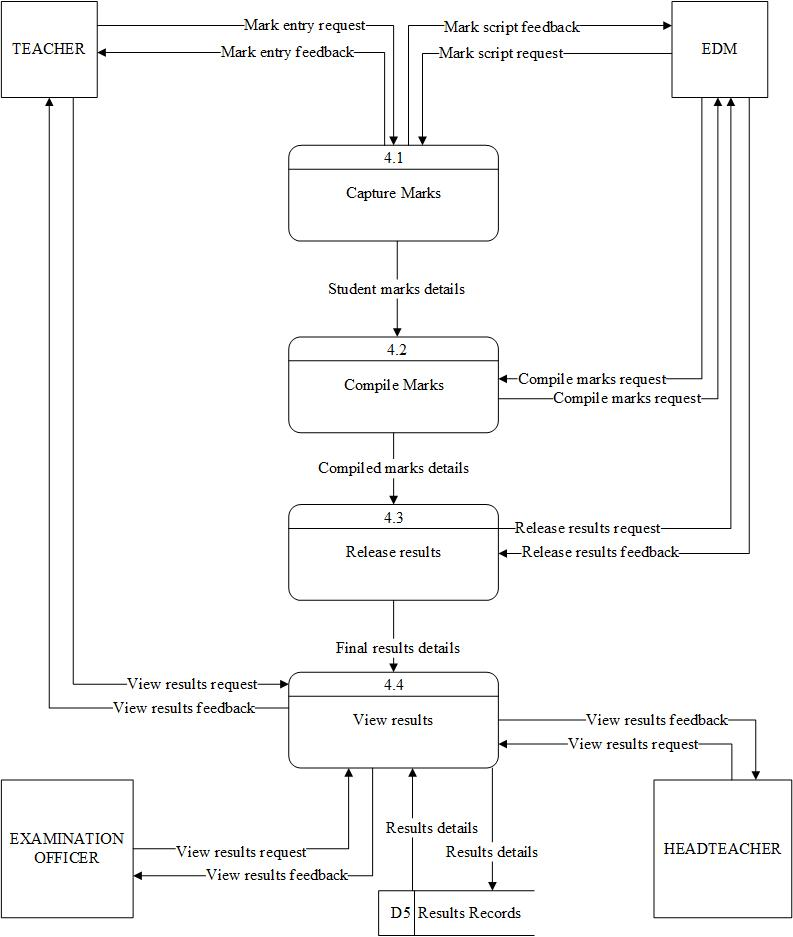 Mark entry request
Mark script feedback
TEACHER
EDM
Mark entry feedback
Mark script request
4.1
Capture Marks
Student marks details
4.2
Compile Marks
Compile marks request
Compile marks request
Compiled marks details
4.3
Release results request
Release results
Release results feedback
Final results details
4.4
View results request
View results feedback
View results
View results feedback
View results request
Results details
EXAMINATION
OFFICER
HEADTEACHER
View results request
Results details
View results feedback
D5 Results Records